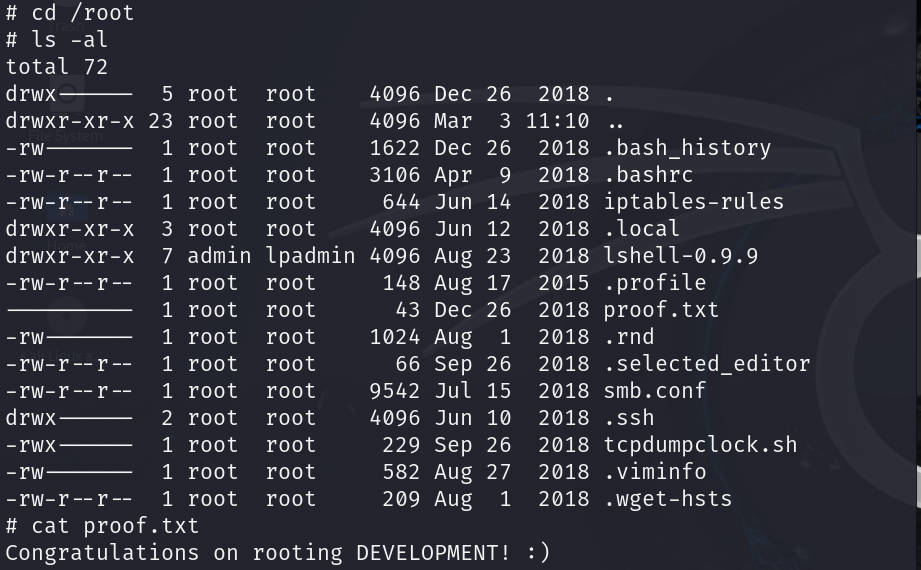 # cd /root
# ls -al
total 72
drwx------  5 root  root    4096 Dec 26  2018 .
drwxr-xr-x 23 root  root    4096 Mar  3 11:10 ..
-rw-------  1 root  root    1622 Dec 26  2018 .bash_history
-rw-r--r--  1 root  root    3106 Apr  9  2018 .bashrc
-rw-r--r--  1 root  root     644 Jun 14  2018 iptables-rules
drwxr-xr-x  3 root  root    4096 Jun 12  2018 .local
drwxr-xr-x  7 admin lpadmin 4096 Aug 23  2018 lshell-0.9.9
-rw-r--r--  1 root  root     148 Aug 17  2015 .profile
----------  1 root  root      43 Dec 26  2018 proof.txt
-rw-------  1 root  root    1024 Aug  1  2018 .rnd
-rw-r--r--  1 root  root      66 Sep 26  2018 .selected_editor
-rw-r--r--  1 root  root    9542 Jul 15  2018 smb.conf
drwx------  2 root  root    4096 Jun 10  2018 .ssh
-rwx------  1 root  root     229 Sep 26  2018 tcpdumpclock.sh
-rw-------  1 root  root     582 Aug 27  2018 .viminfo
-rw-r--r--  1 root  root     209 Aug  1  2018 .wget-hsts
# cat proof.txt
Congratulations on rooting DEVELOPMENT! :)